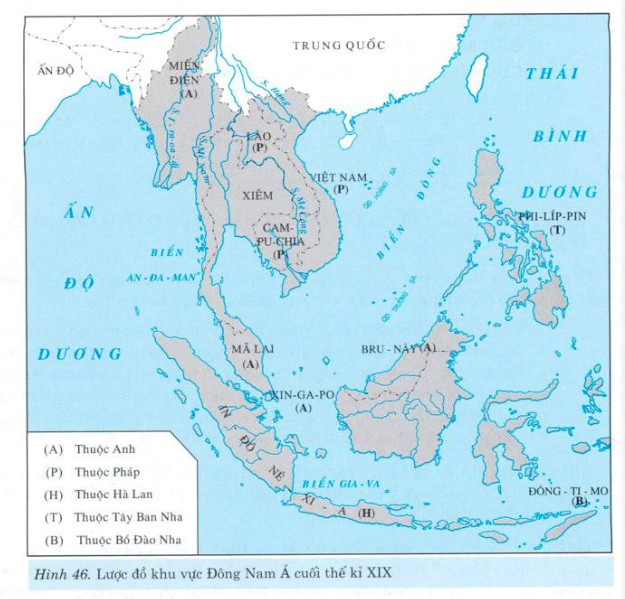 TRUNG QUỐC
ẤN ĐỘ
MIẾN
ĐIỆN
(A)
S. Hồng
THÁI
BÌNH
DƯƠNG
LÀO
(P)
VIỆT NAM
(P)
QĐ. HOÀNG SA
XIÊM
S. Mê Công
CAM-
PU-CHIA
(P)
BIỂN ĐÔNG
PHI-LÍP-PIN
(T)
ẤN
ĐỘ
DƯƠNG
BIỂN
AN - ĐA - MAN
QĐ. TRƯỜNG SA
MÃ LAI
(A)
BRU - NÂY (A)
XIN-GA-PO
(A)
IN ĐÔ NÊ XI - A (H)
BIỂN GIA - VA
ĐÔNG - TI - MO
(B)
(A) Thuộc Anh
(P) Thuộc Pháp
(H) Thuộc Hà Lan
(T) Thuộc Tây Ban Nha
(B) Thuộc Bồ Đào Nha
Hình 46. Lược đồ khu vực Đông Nam Á cuối thế kỉ XIX